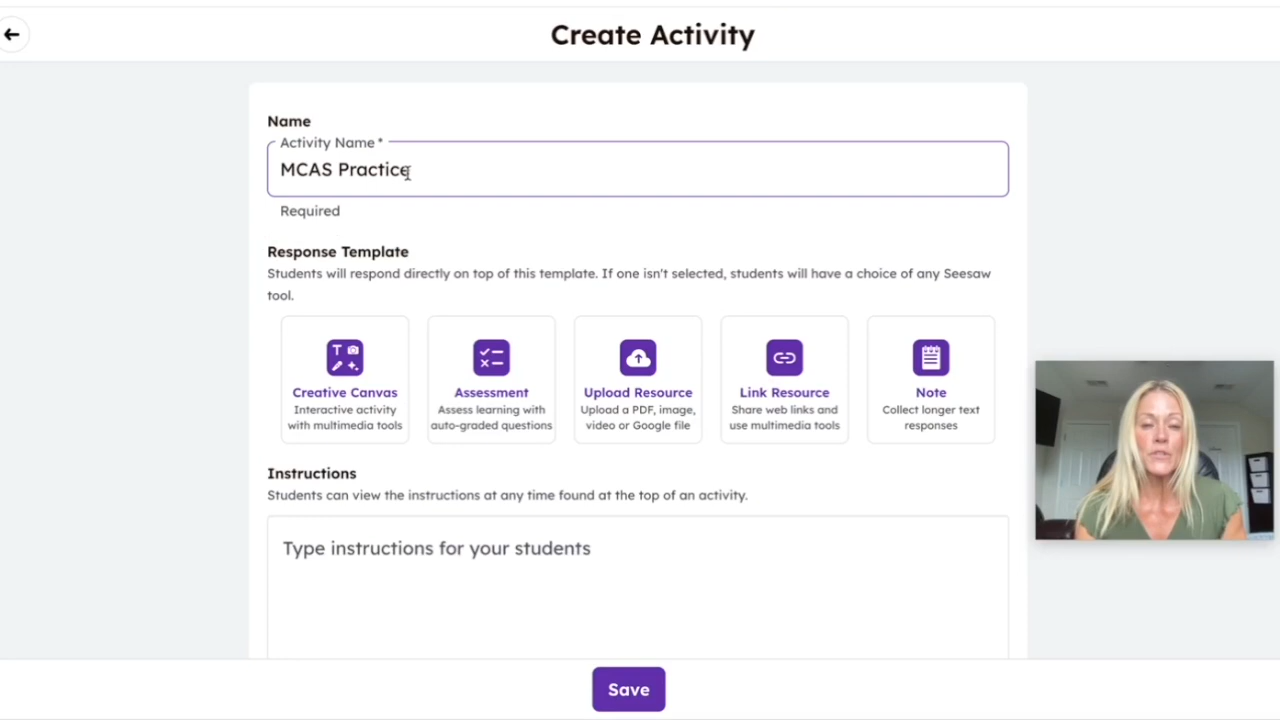 Create Activity
Name
Activity Name *
MCAS Practice
Required
Response Template
Students will respond directly on top of this template. If one isn't selected, students will have a choice of any Seesaw
tool.
Creative Canvas
Interactive activity
with multimedia tools
Assessment
Assess learning with
auto-graded questions
Upload Resource
Upload a PDF, image,
video or Google file
Link Resource
Share web links and
use multimedia tools
Note
Collect longer text
responses
Instructions
Students can view the instructions at any time found at the top of an activity.
Type instructions for your students
Save